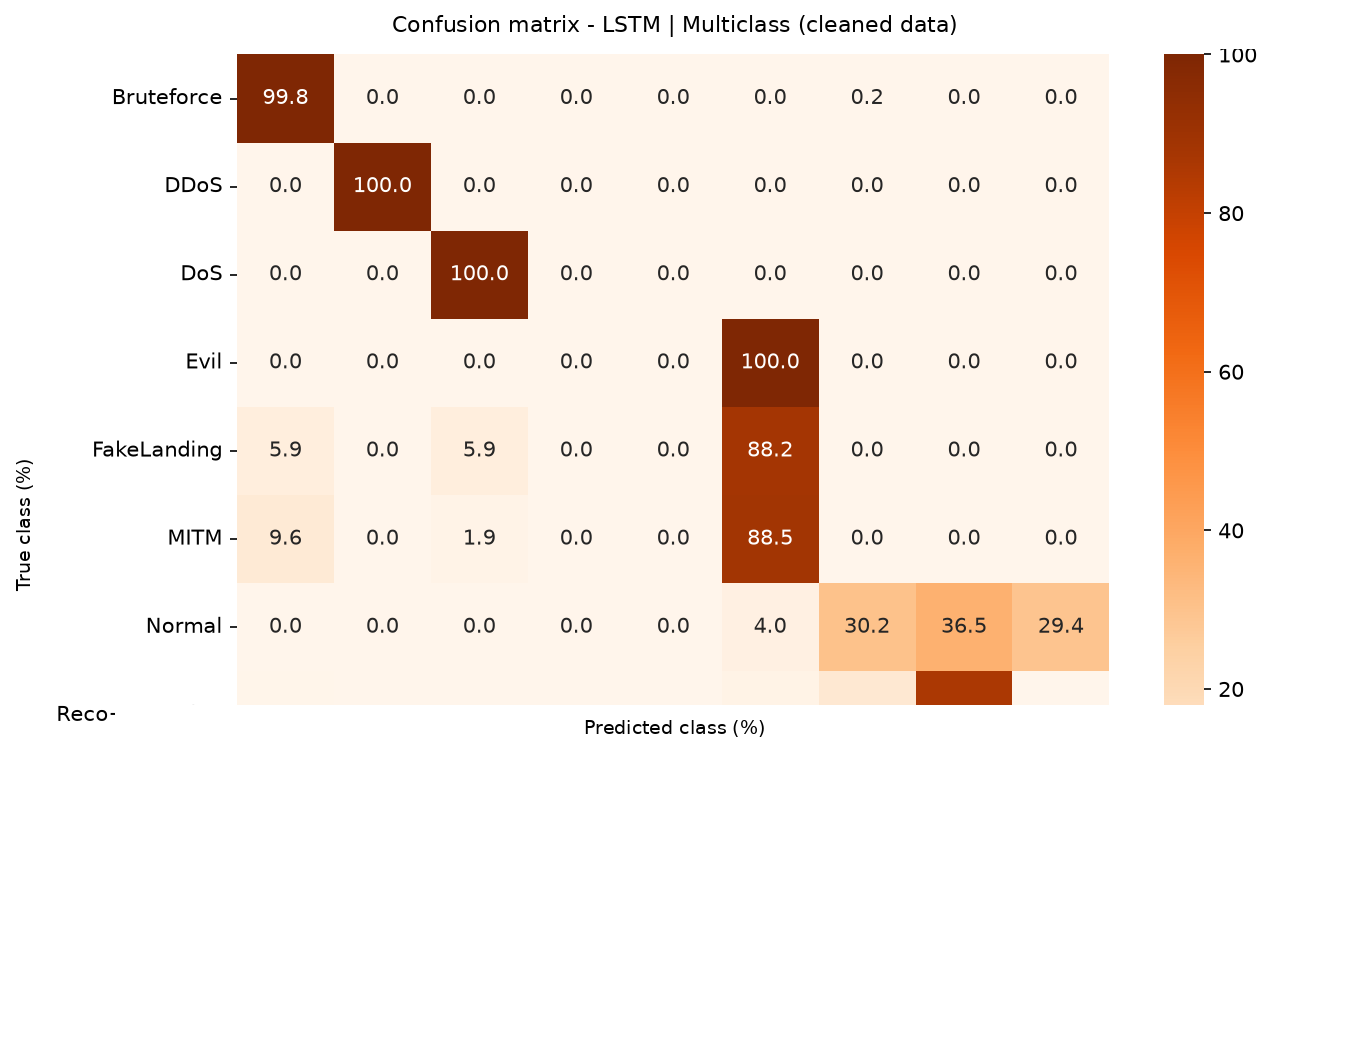 Confusion matrix - LSTM | Multiclass (cleaned data)
Bruteforce 99.8 0.0 0.0 0.0 0.0 0.0 0.2 0.0 0.0
DDoS 0.0 100.0 0.0 0.0 0.0 0.0 0.0 0.0 0.0
DoS 0.0 0.0 100.0 0.0 0.0 0.0 0.0 0.0 0.0
Evil 0.0 0.0 0.0 0.0 0.0 100.0 0.0 0.0 0.0
FakeLanding 5.9 0.0 5.9 0.0 0.0 88.2 0.0 0.0 0.0
MITM 9.6 0.0 1.9 0.0 0.0 88.5 0.0 0.0 0.0
Normal 0.0 0.0 0.0 0.0 0.0 4.0 30.2 36.5 29.4
Reco-
True class (%)
Predicted class (%)
100
80
60
40
20